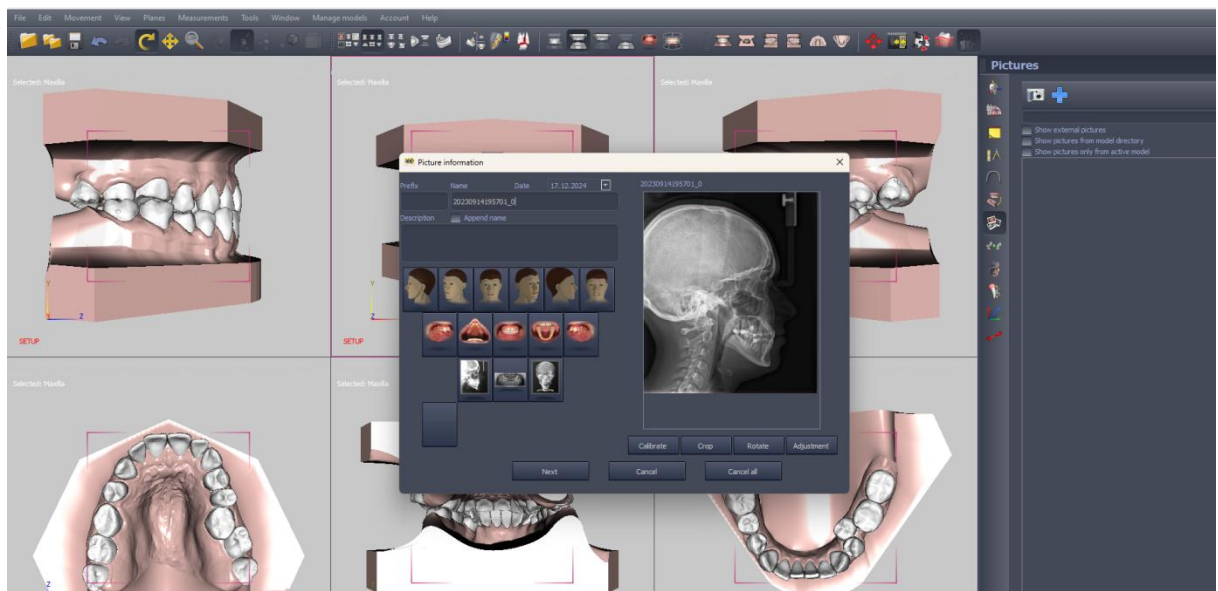 File Edit Movement View Planes Measurements Tools Window Manage models Account Help
Pictures
Selected: Maxilla
Selected: Maxilla
Picture information
Prefix Name Date 17.12.2024
20230914195701_0
20230914195701_0
Description Append name
Show external pictures
Show pictures from model directory
Show pictures only from active model
Y
Z
Z
SETUP
SETUP
Selected: Maxilla
Selected: Maxilla
Selected: Maxilla
Calibrate Crop Rotate Adjustment
Next Cancel Cancel all
Z